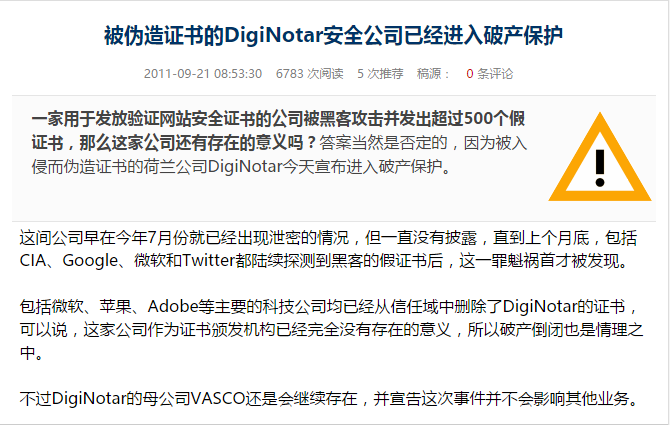 被伪造证书的DigiNotar安全公司已经进入破产保护
2011-09-21 08:53:30 6783 次阅读 5 次推荐 稿源： 0 条评论
一家用于发放验证网站安全证书的公司被黑客攻击并发出超过500个假
证书，那么这家公司还有存在的意义吗？答案当然是否定的，因为被入
侵而伪造证书的荷兰公司DigiNotar今天宣布进入破产保护。
这间公司早在今年7月份就已经出现泄密的情况，但一直没有披露，直到上个月底，包括
CIA、Google、微软和Twitter都陆续探测到黑客的假证书后，这一罪魁祸首才被发现。
包括微软、苹果、Adobe等主要的科技公司均已经从信任域中删除了DigiNotar的证书，
可以说，这家公司作为证书颁发机构已经完全没有存在的意义，所以破产倒闭也是情理之
中。
不过DigiNotar的母公司VASCO还是会继续存在，并宣告这次事件并不会影响其他业务。